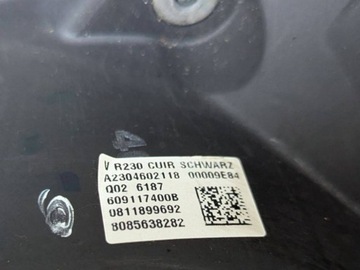 V R230 CUIR SCHWARZ
A2304602118 00009E84
Q02 6187
609117400B
0811899692
8085638282